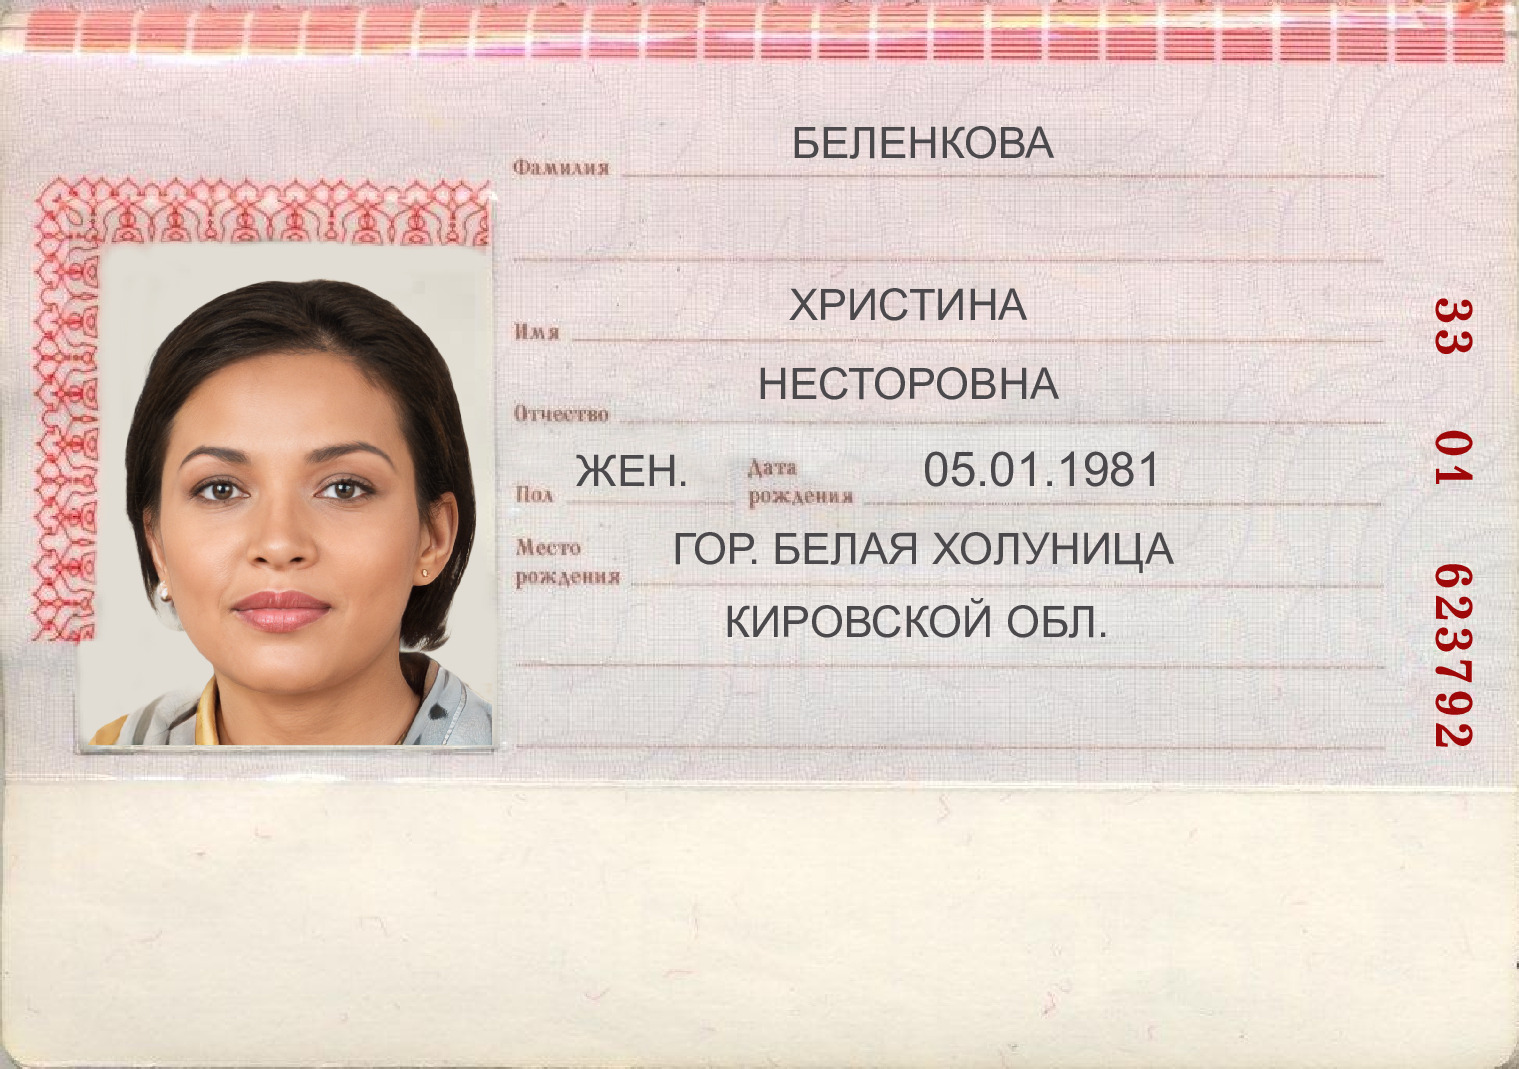 Фамилия БЕЛЕНКОВА
Имя ХРИСТИНА
Отчество НЕСТОРОВНА
Пол ЖЕН. Дата рождения 05.01.1981
Место рождения ГОР. БЕЛАЯ ХОЛУНИЦА
КИРОВСКОЙ ОБЛ.
33 01 623792